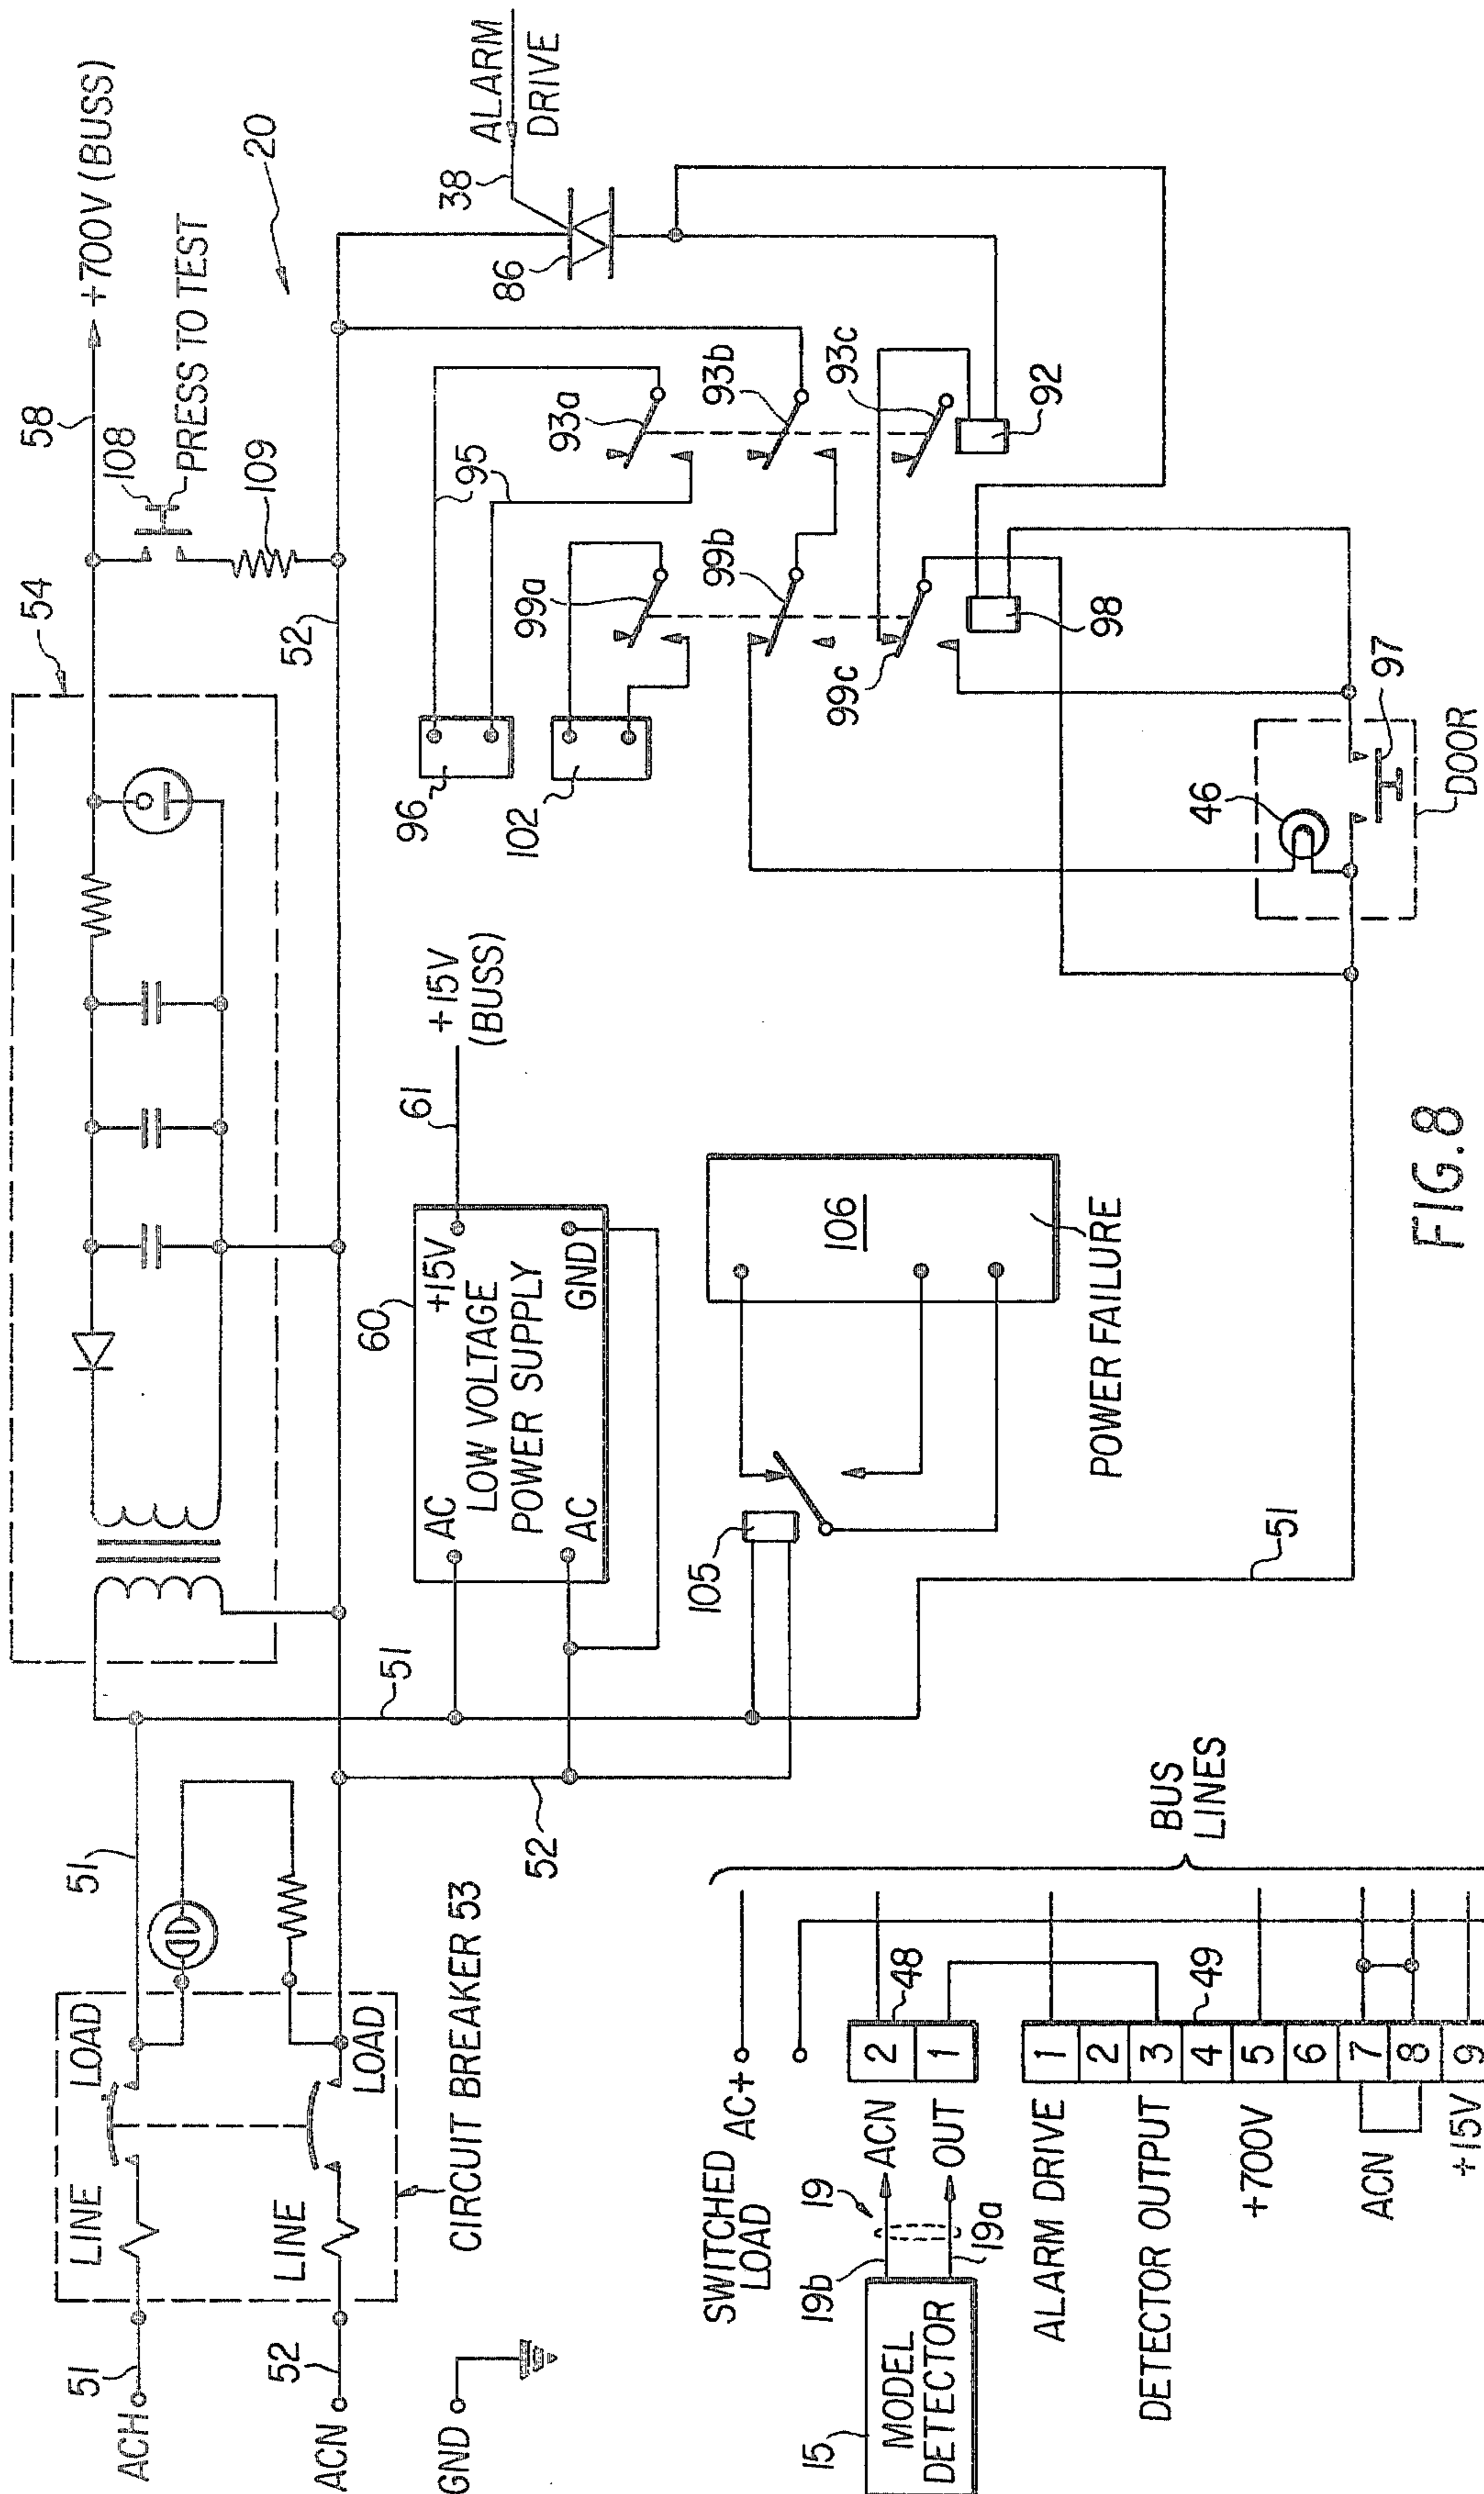 54
58
+700V (BUSS)
108
PRESS TO TEST
109
20
51
LOAD
LINE
ACH
51
52
38
ALARM
DRIVE
86
LINE
LOAD
ACN
52
CIRCUIT BREAKER 53
GND
51
60
AC
+15V
LOW VOLTAGE
POWER SUPPLY
AC
GND
61
+15V
(BUSS)
96
95
93a
102
99a
93b
99b
93c
99c
92
98
52
105
106
POWER FAILURE
51
46
97
DOOR
SWITCHED
LOAD
AC+
15
MODEL
DETECTOR
19b
19
19a
ACN
OUT
2
1
48
ALARM DRIVE
DETECTOR OUTPUT
+700V
ACN
+15V
1
2
3
4
5
6
7
8
9
49
BUS
LINES
FIG. 8